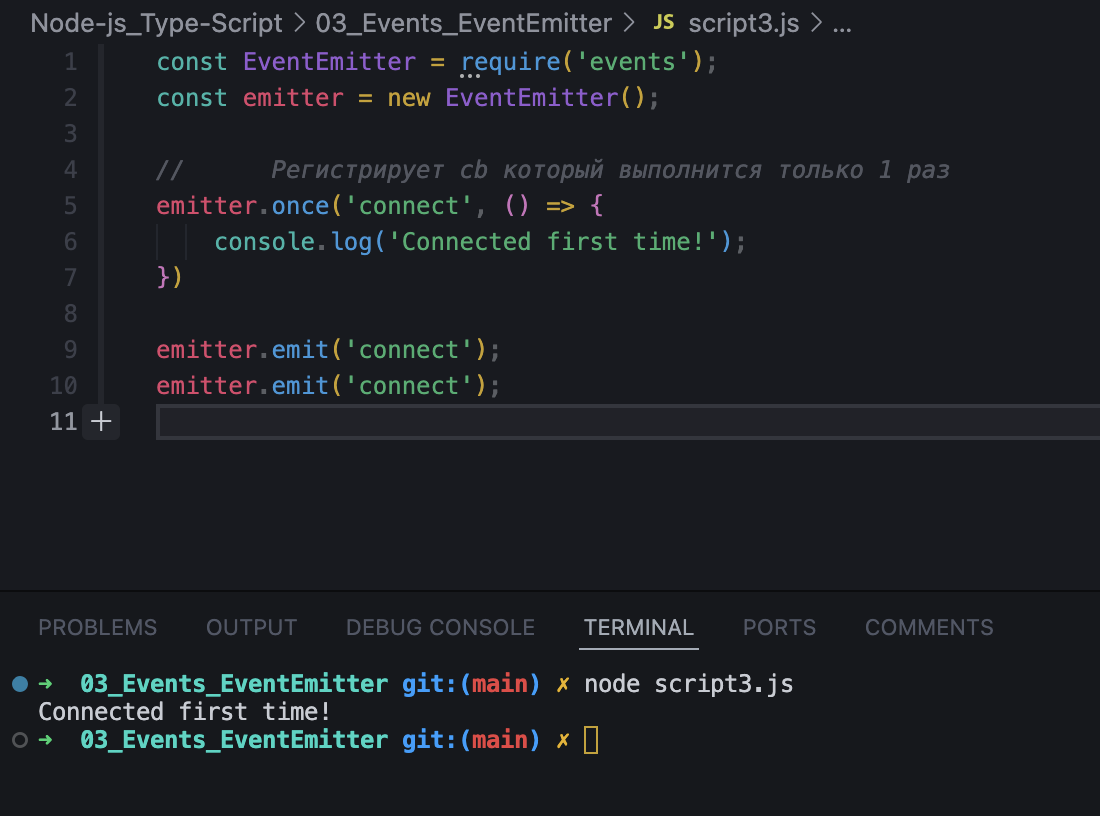 Node-js_Type-Script > 03_Events_EventEmitter > JS script3.js > ...
1 const EventEmitter = require('events');
2 const emitter = new EventEmitter();
3
4 // Регистрирует cb который выполнится только 1 раз
5 emitter.once('connect', () => {
6 console.log('Connected first time!');
7 })
8
9 emitter.emit('connect');
10 emitter.emit('connect');
11
PROBLEMS OUTPUT DEBUG CONSOLE TERMINAL PORTS COMMENTS
➜ 03_Events_EventEmitter git:(main) ✗ node script3.js
Connected first time!
➜ 03_Events_EventEmitter git:(main) ✗